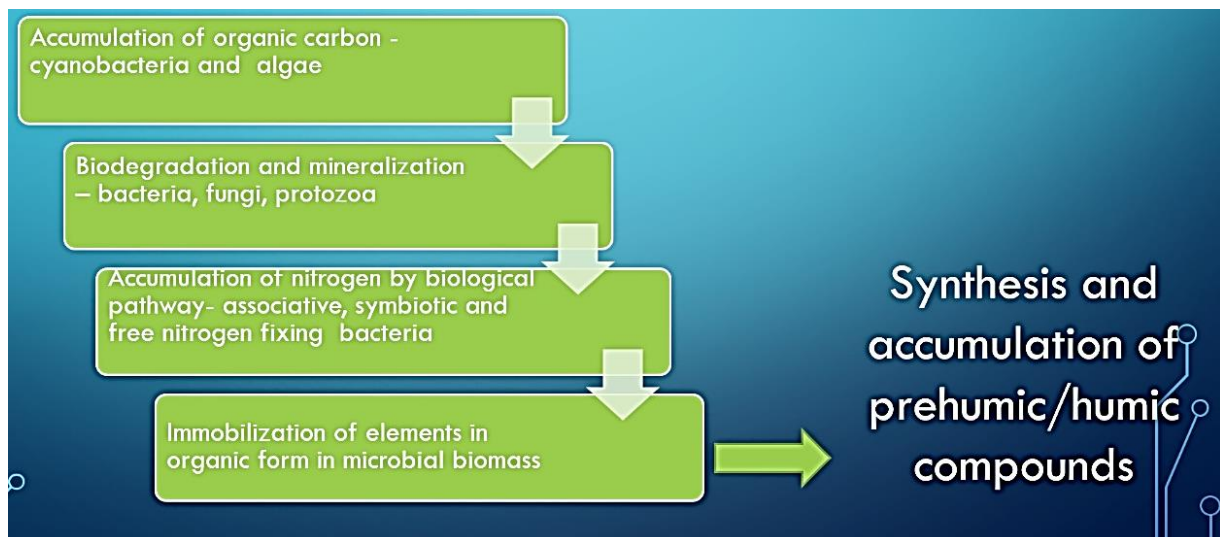 Accumulation of organic carbon -
cyanobacteria and algae
Biodegradation and mineralization
– bacteria, fungi, protozoa
Accumulation of nitrogen by biological
pathway- associative, symbiotic and
free nitrogen fixing bacteria
Immobilization of elements in
organic form in microbial biomass
Synthesis and
accumulation of
prehumic/humic
compounds